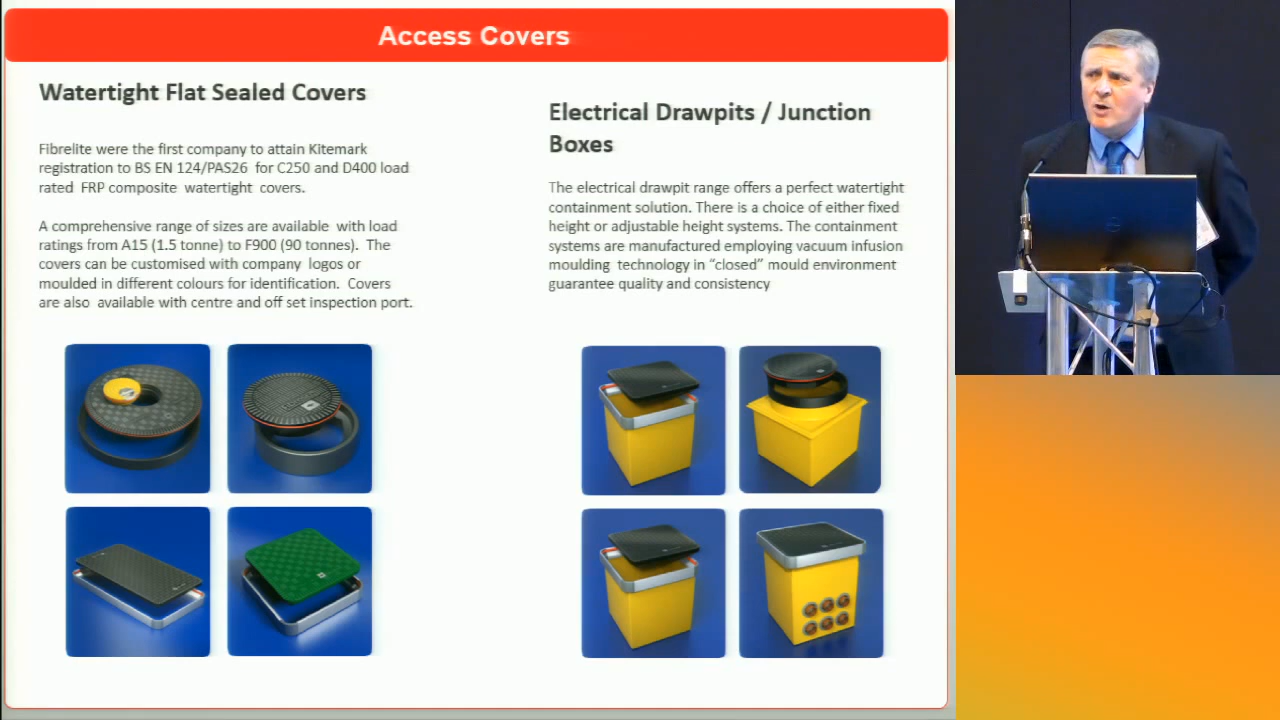 Access Covers
Watertight Flat Sealed Covers
Fibrelite were the first company to attain Kitemark
registration to BS EN 124/PAS26 for C250 and D400 load
rated FRP composite watertight covers.
A comprehensive range of sizes are available with load
ratings from A15 (1.5 tonne) to F900 (90 tonnes). The
covers can be customised with company logos or
moulded in different colours for identification. Covers
are also available with centre and off set inspection port.
Electrical Drawpits / Junction
Boxes
The electrical drawpit range offers a perfect watertight
containment solution. There is a choice of either fixed
height or adjustable height systems. The containment
systems are manufactured employing vacuum infusion
moulding technology in “closed” mould environment
guarantee quality and consistency